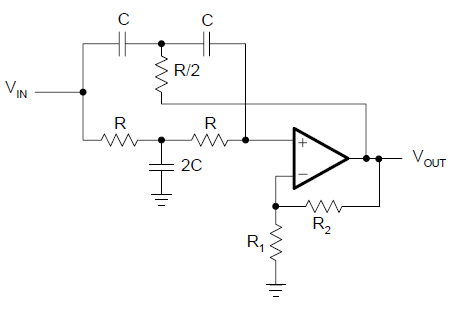 C C
R/2
V_IN
R R
2C
+
−
V_OUT
R_2
R_1